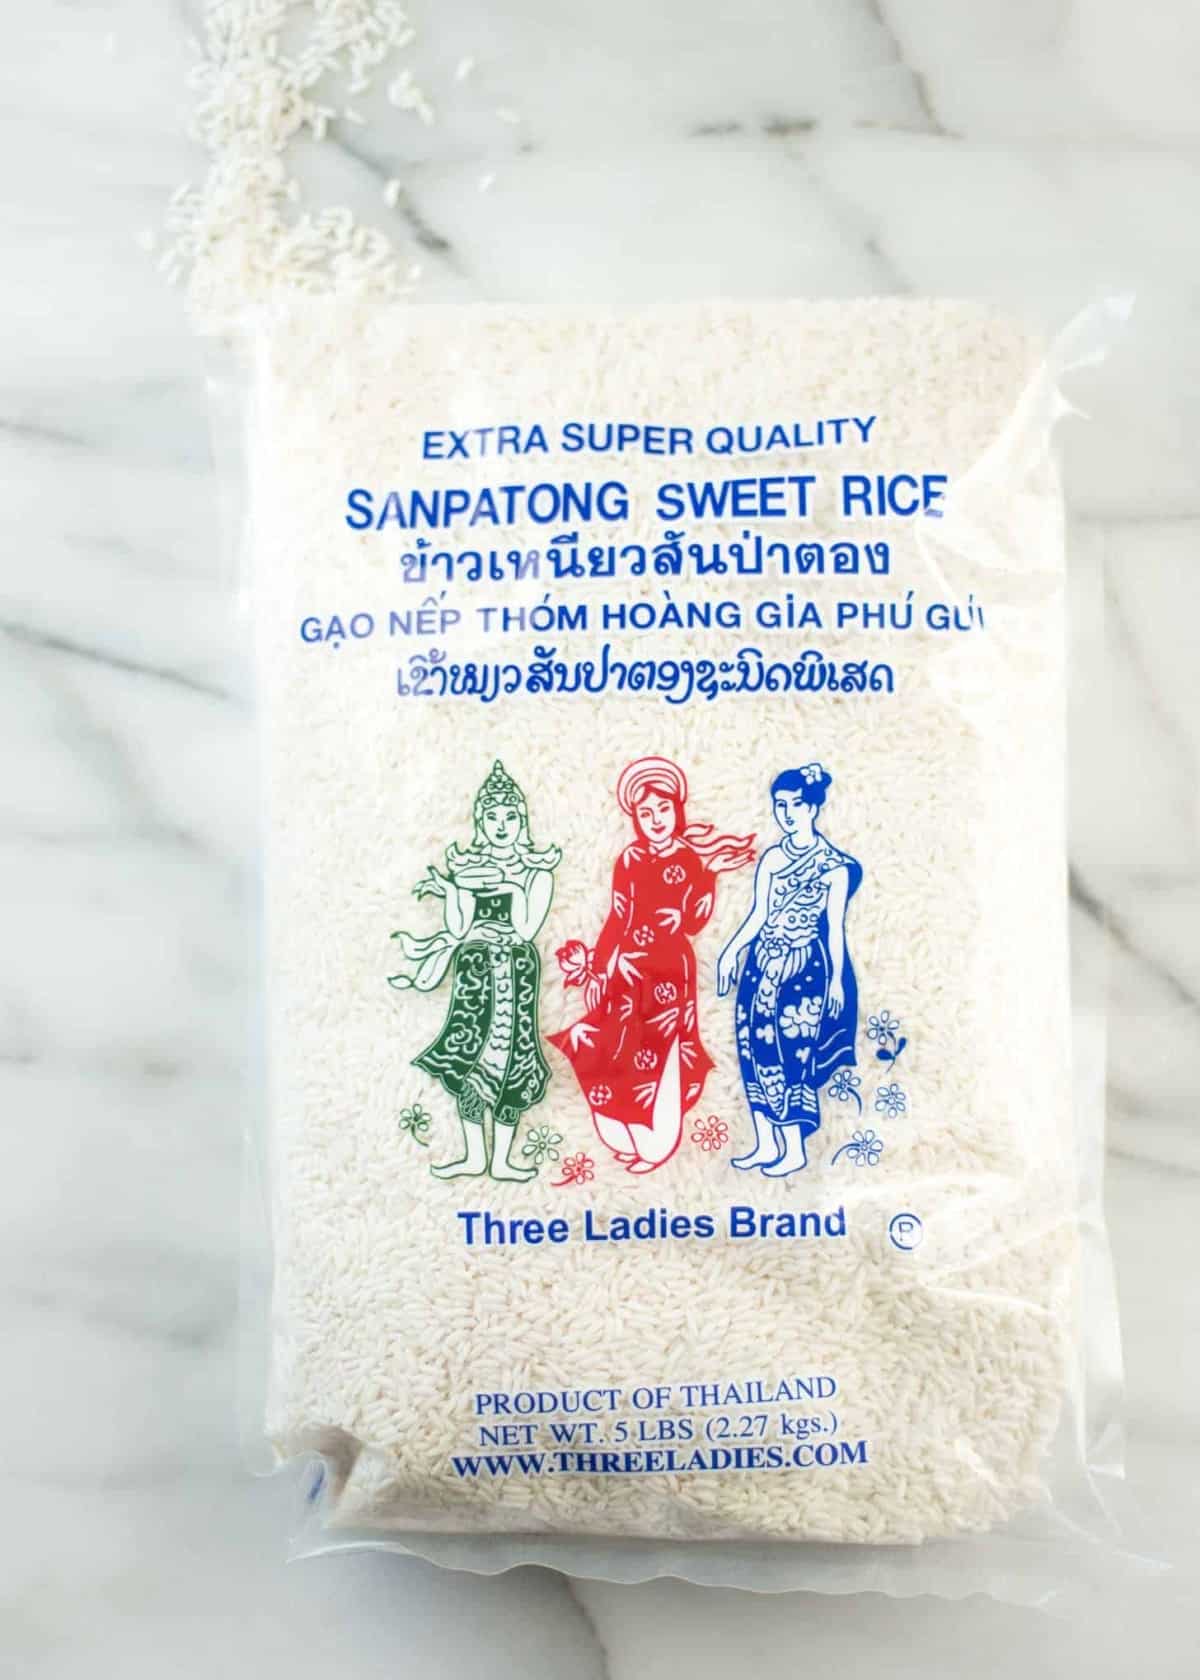 EXTRA SUPER QUALITY
SANPATONG SWEET RICE
ข้าวเหนียวสันป่าตอง
GẠO NẾP THÓM HOÀNG GIA PHÚ
ເຂົ້າໜຽວສັນປ່າຕອງຊະນິດພິເສດ
Three Ladies Brand
PRODUCT OF THAILAND
NET WT. 5 LBS (2.27 kgs.)
WWW.THREELADIES.COM